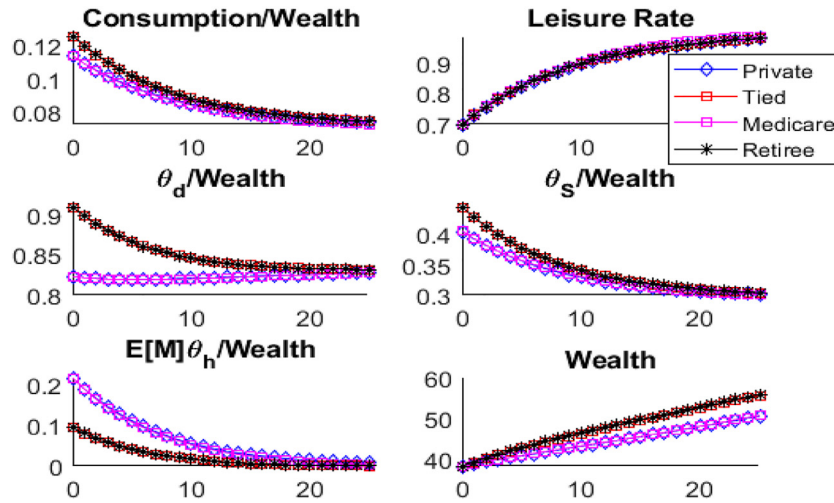 Consumption/Wealth
0.12
0.1
0.08
0 10 20
Leisure Rate
0.9
0.8
0.7
0
Private
Tied
Medicare
Retiree
θd/Wealth
0.9
0.85
0.8
0 10 20
θS/Wealth
0.4
0.35
0.3
0 10 20
E[M]θh/Wealth
0.2
0.1
0
0 10 20
Wealth
60
50
40
0 10 20